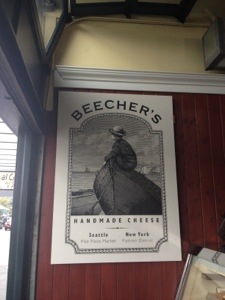 BEECHER'S
HANDMADE CHEESE
Seattle New York
Pike Place Market Flatiron District